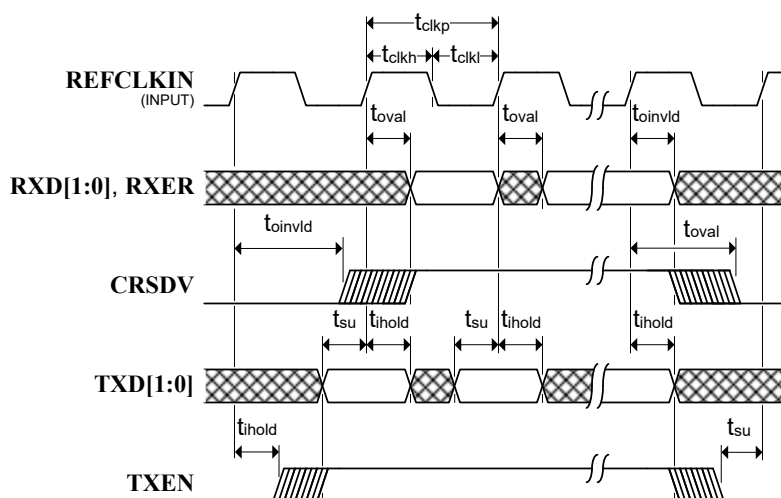 tclkp
tclkh tclkl
REFCLKIN
(INPUT)
toval toval toinvld
RXD[1:0], RXER
toinvld toval
CRSDV
tsu tihold tsu tihold tihold
TXD[1:0]
tihold tsu
TXEN